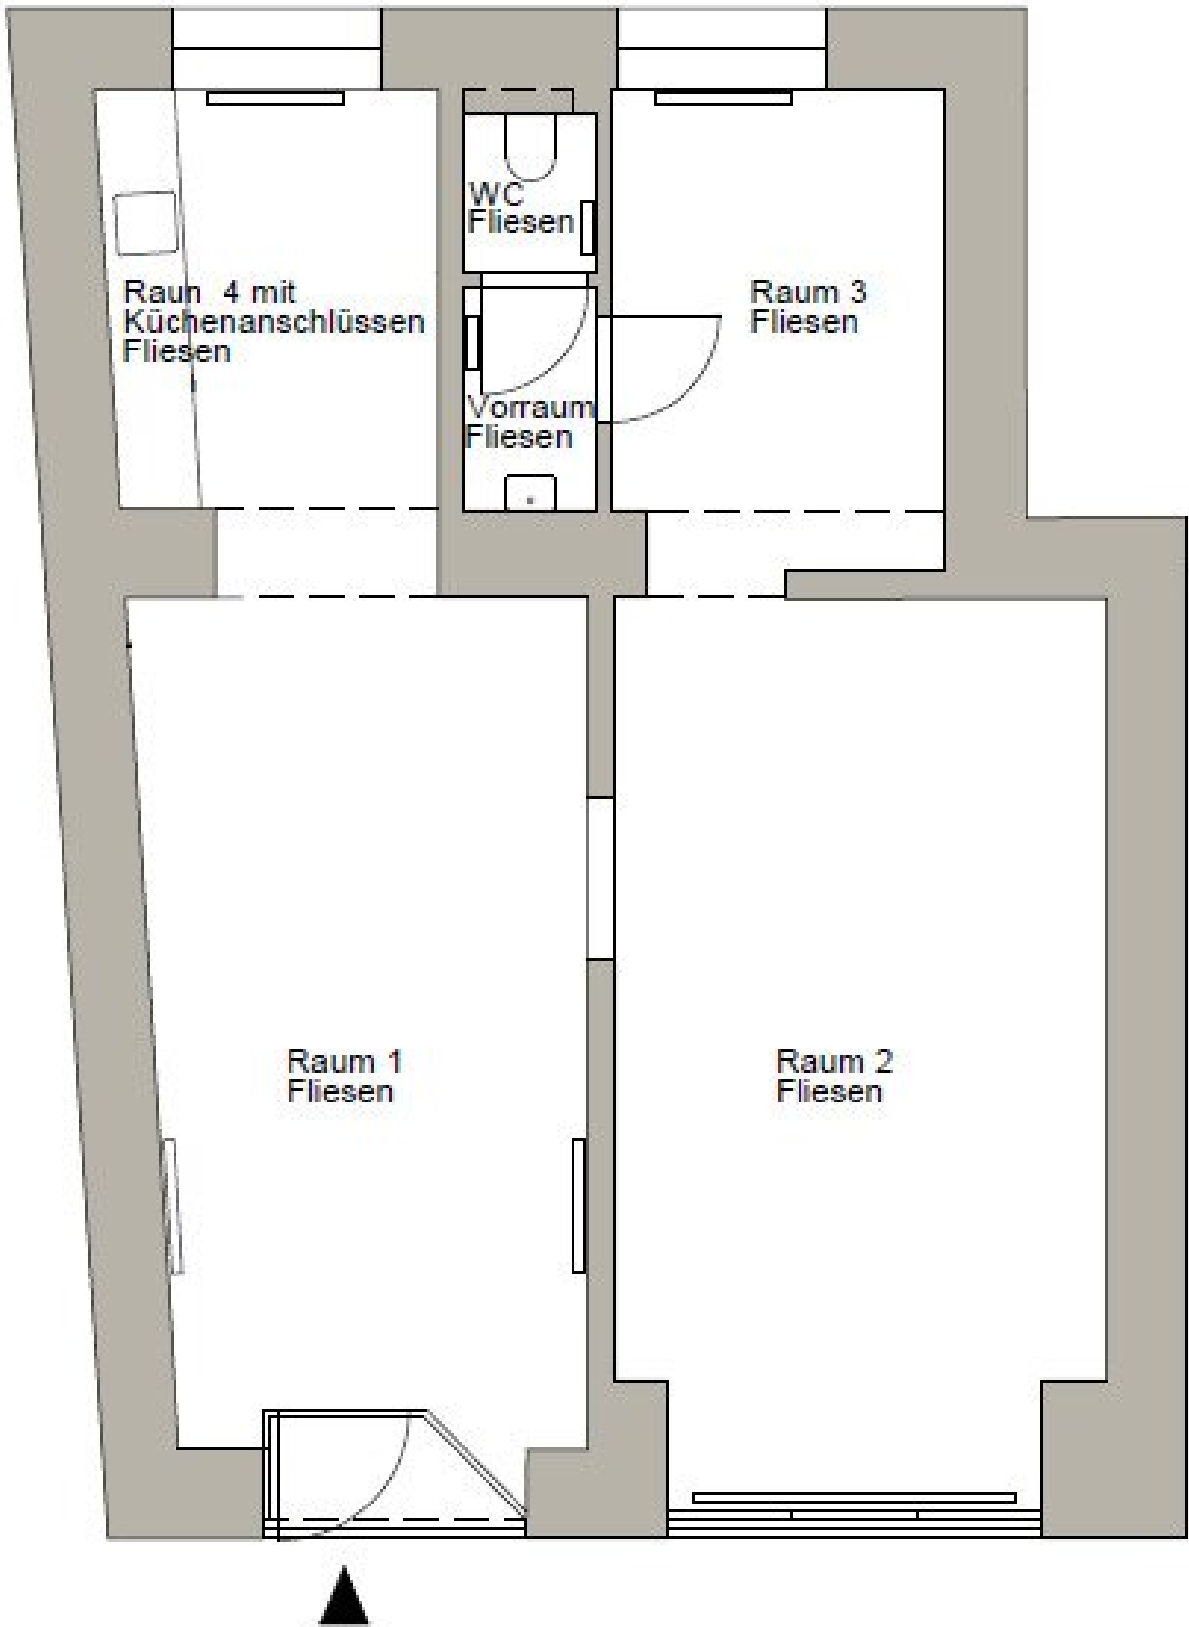 WC
Fliesen
Raun 4 mit
Küchenanschlüssen
Fliesen
Raum 3
Fliesen
Vorraum
Fliesen
Raum 1
Fliesen
Raum 2
Fliesen